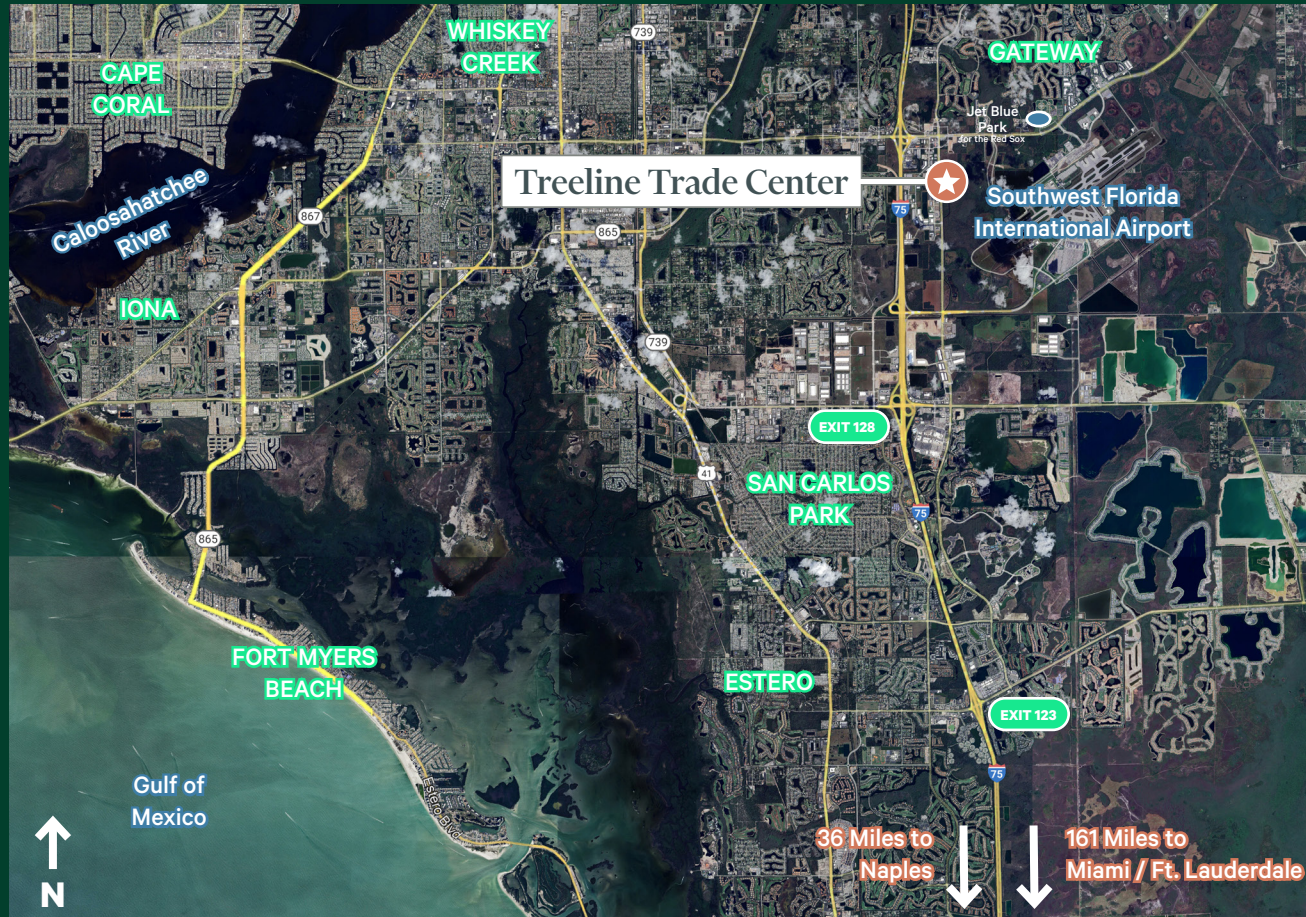 WHISKEY
CREEK
739
GATEWAY
CAPE
CORAL
Jet Blue
Park
for the Red Sox
Treeline Trade Center
Southwest Florida
International Airport
75
Caloosahatchee
River
867
865
IONA
739
EXIT 128
41
SAN CARLOS
PARK
75
865
FORT MYERS
BEACH
ESTERO
EXIT 123
75
Gulf of
Mexico
Estero Blvd
36 Miles to
Naples
161 Miles to
Miami / Ft. Lauderdale
N